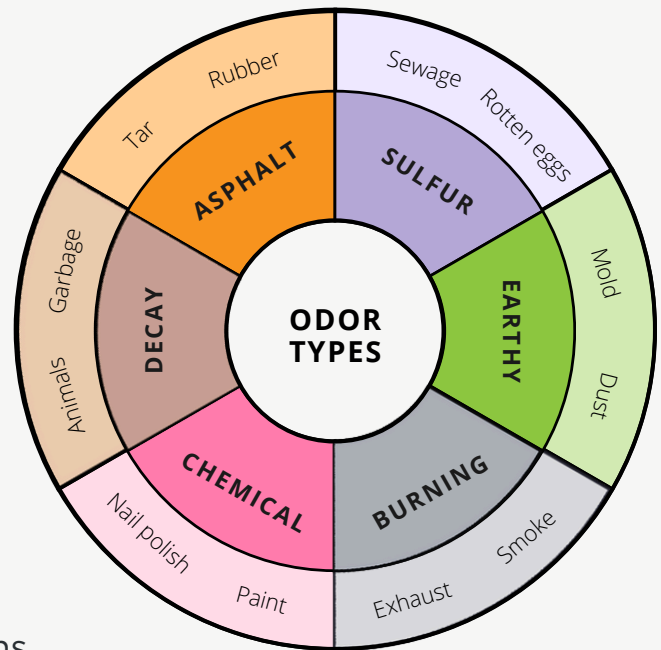 ODOR
TYPES
SULFUR
Sewage
Rotten eggs
EARTHY
Mold
Dust
BURNING
Smoke
Exhaust
CHEMICAL
Paint
Nail polish
DECAY
Animals
Garbage
ASPHALT
Tar
Rubber